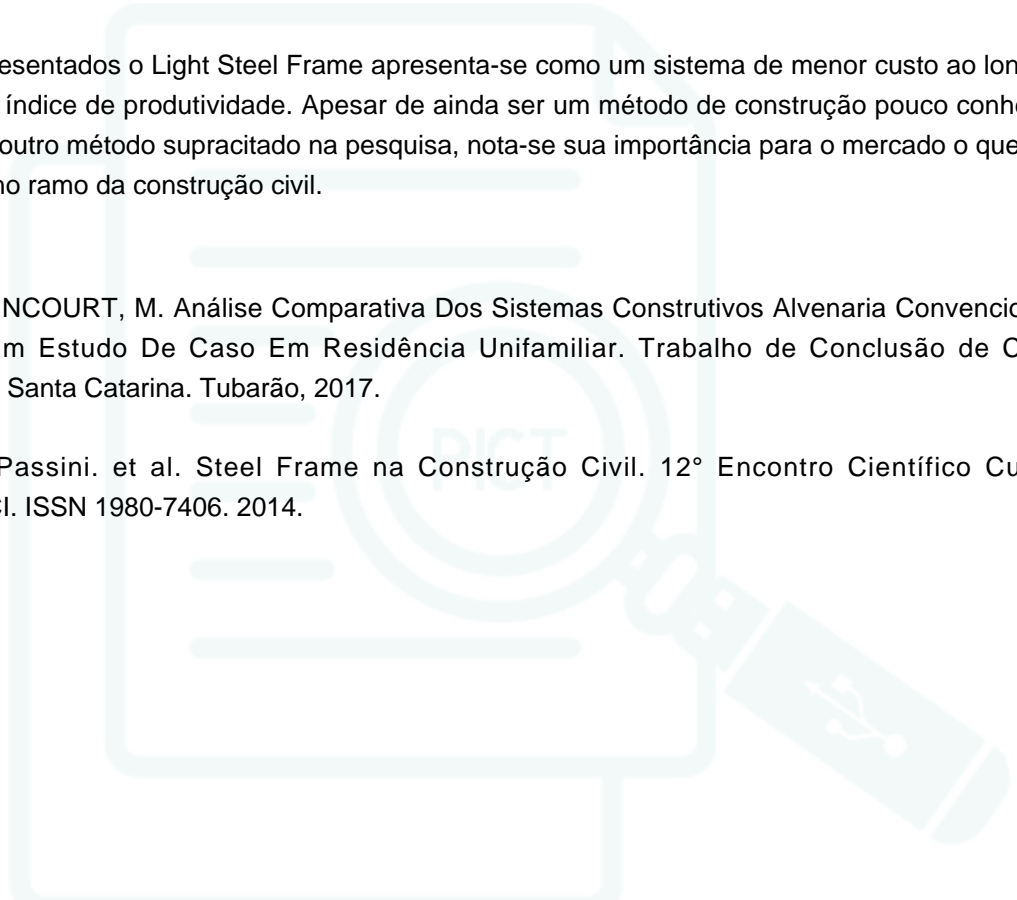 esentados o Light Steel Frame apresenta-se como um sistema de menor custo ao lon
índice de produtividade. Apesar de ainda ser um método de construção pouco conh
outro método supracitado na pesquisa, nota-se sua importância para o mercado o que
no ramo da construção civil.
NCOURT, M. Análise Comparativa Dos Sistemas Construtivos Alvenaria Convenci
m Estudo De Caso Em Residência Unifamiliar. Trabalho de Conclusão de C
Santa Catarina. Tubarão, 2017.
PICT
Passini. et al. Steel Frame na Construção Civil. 12° Encontro Científico Cu
I. ISSN 1980-7406. 2014.